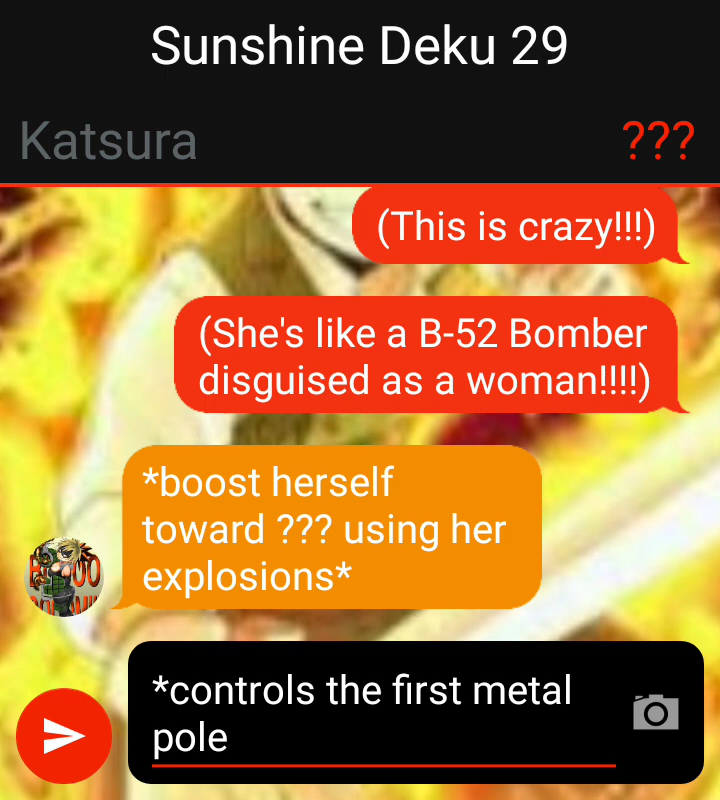 Sunshine Deku 29
Katsura
???
(This is crazy!!!)
(She's like a B-52 Bomber
disguised as a woman!!!!)
*boost herself
toward ??? using her
explosions*
*controls the first metal
pole